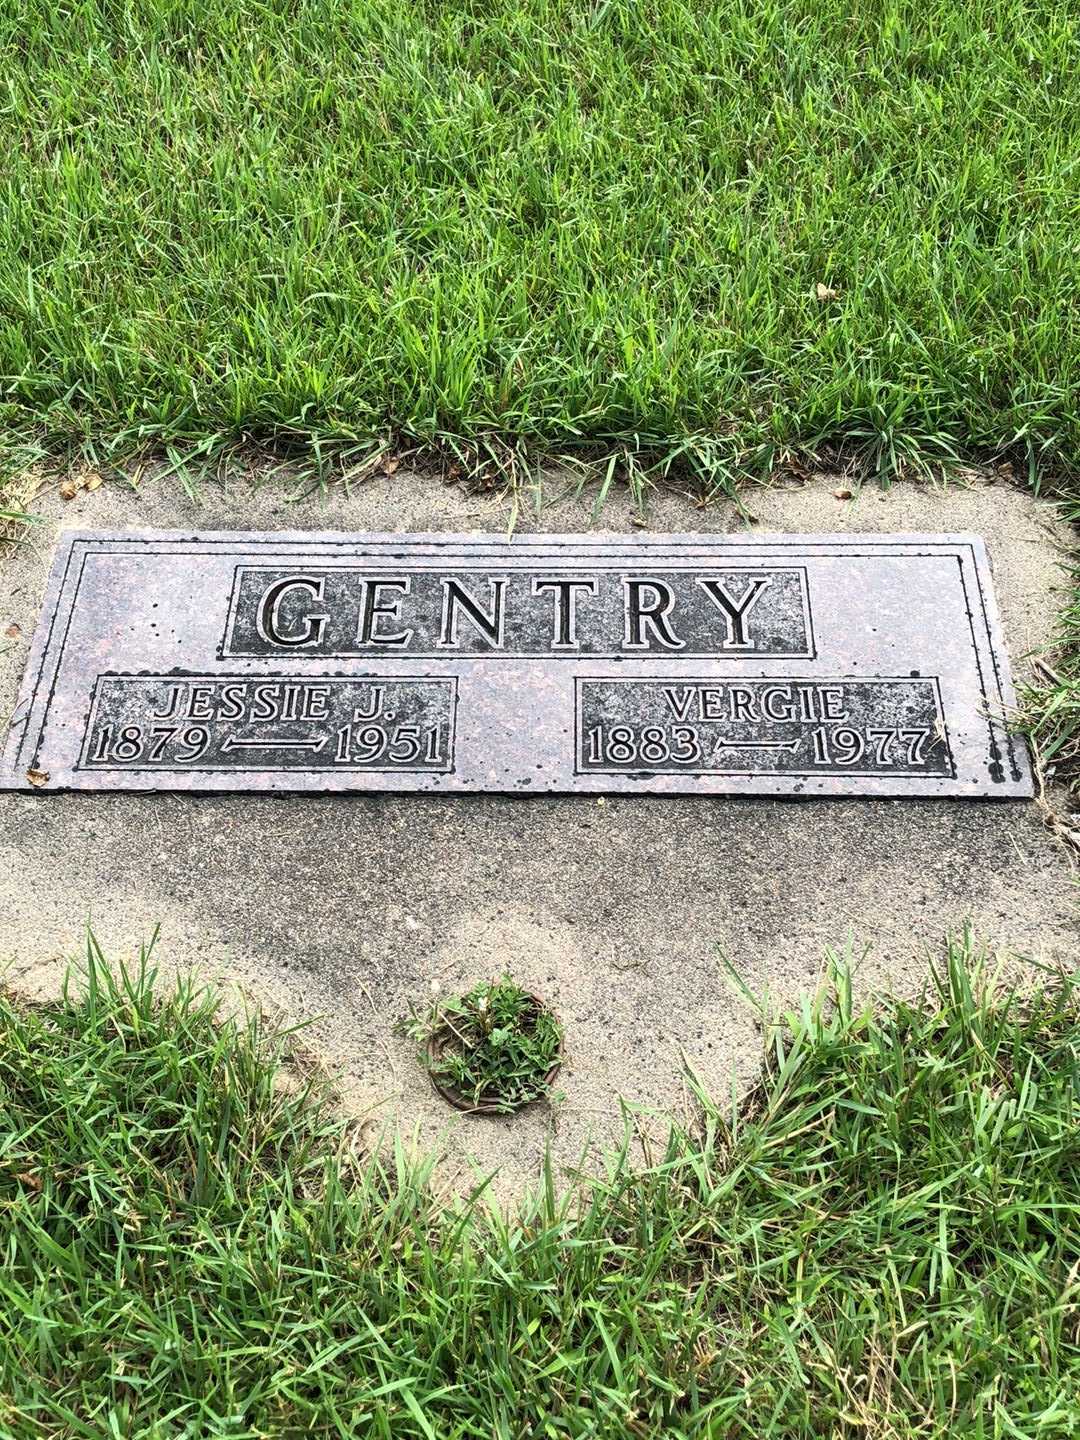 GENTRY
JESSIE J.
1879 — 1951
VERGIE
1883 — 1977